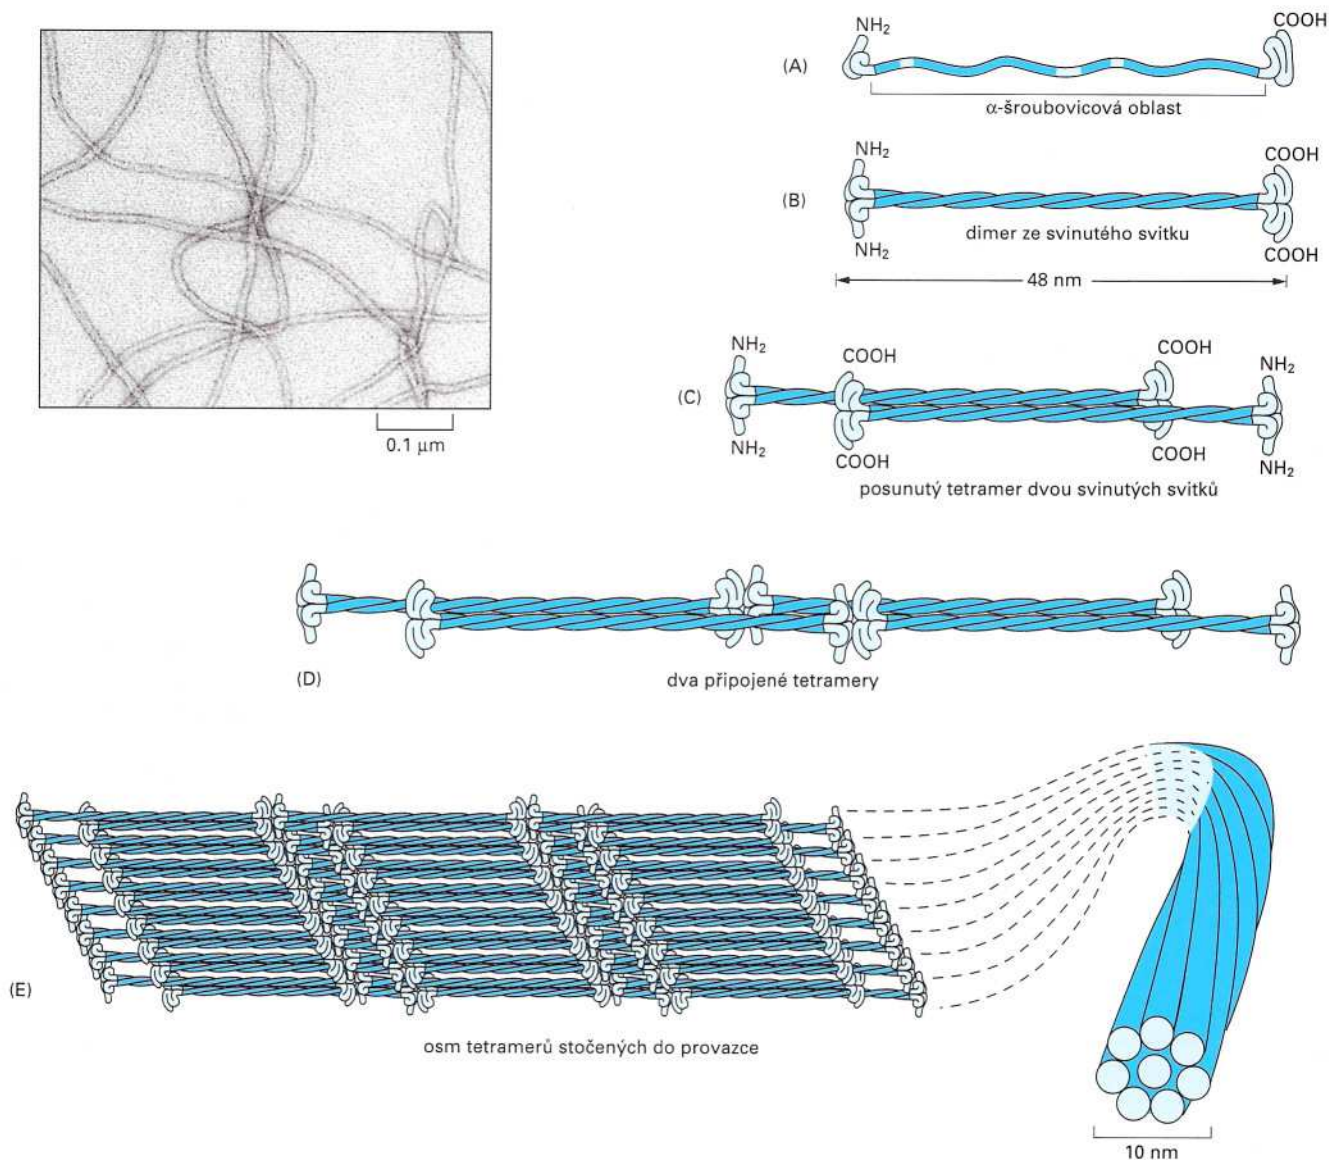 0.1 μm
NH₂
COOH
(A)
α-šroubovicová oblast
NH₂
COOH
(B)
dimer ze svinutého svitku
NH₂
COOH
48 nm
NH₂
COOH
COOH
NH₂
(C)
NH₂
COOH
COOH
NH₂
posunutý tetramer dvou svinutých svitků
(D)
dva připojené tetramery
(E)
osm tetramerů stočených do provazce
10 nm